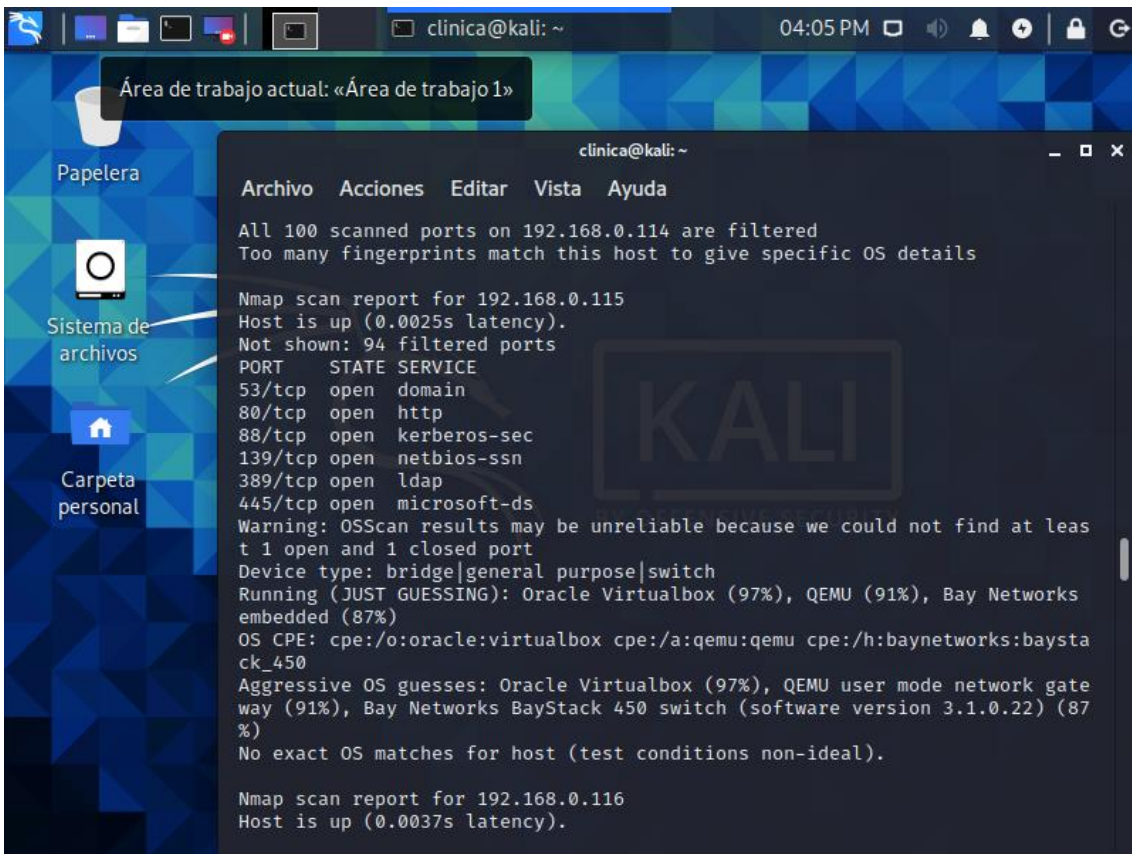 clinica@kali: ~
04:05 PM
Área de trabajo actual: «Área de trabajo 1»
Papelera
Sistema de
archivos
Carpeta
personal
clinica@kali: ~
Archivo Acciones Editar Vista Ayuda
All 100 scanned ports on 192.168.0.114 are filtered
Too many fingerprints match this host to give specific OS details
Nmap scan report for 192.168.0.115
Host is up (0.0025s latency).
Not shown: 94 filtered ports
PORT STATE SERVICE
53/tcp open domain
80/tcp open http
88/tcp open kerberos-sec
139/tcp open netbios-ssn
389/tcp open ldap
445/tcp open microsoft-ds
Warning: OSScan results may be unreliable because we could not find at leas
t 1 open and 1 closed port
Device type: bridge|general purpose|switch
Running (JUST GUESSING): Oracle Virtualbox (97%), QEMU (91%), Bay Networks
embedded (87%)
OS CPE: cpe:/o:oracle:virtualbox cpe:/a:qemu:qemu cpe:/h:baynetworks:baysta
ck_450
Aggressive OS guesses: Oracle Virtualbox (97%), QEMU user mode network gate
way (91%), Bay Networks BayStack 450 switch (software version 3.1.0.22) (87
%)
No exact OS matches for host (test conditions non-ideal).
Nmap scan report for 192.168.0.116
Host is up (0.0037s latency).
KALI
BY OFFENSIVE SECURITY